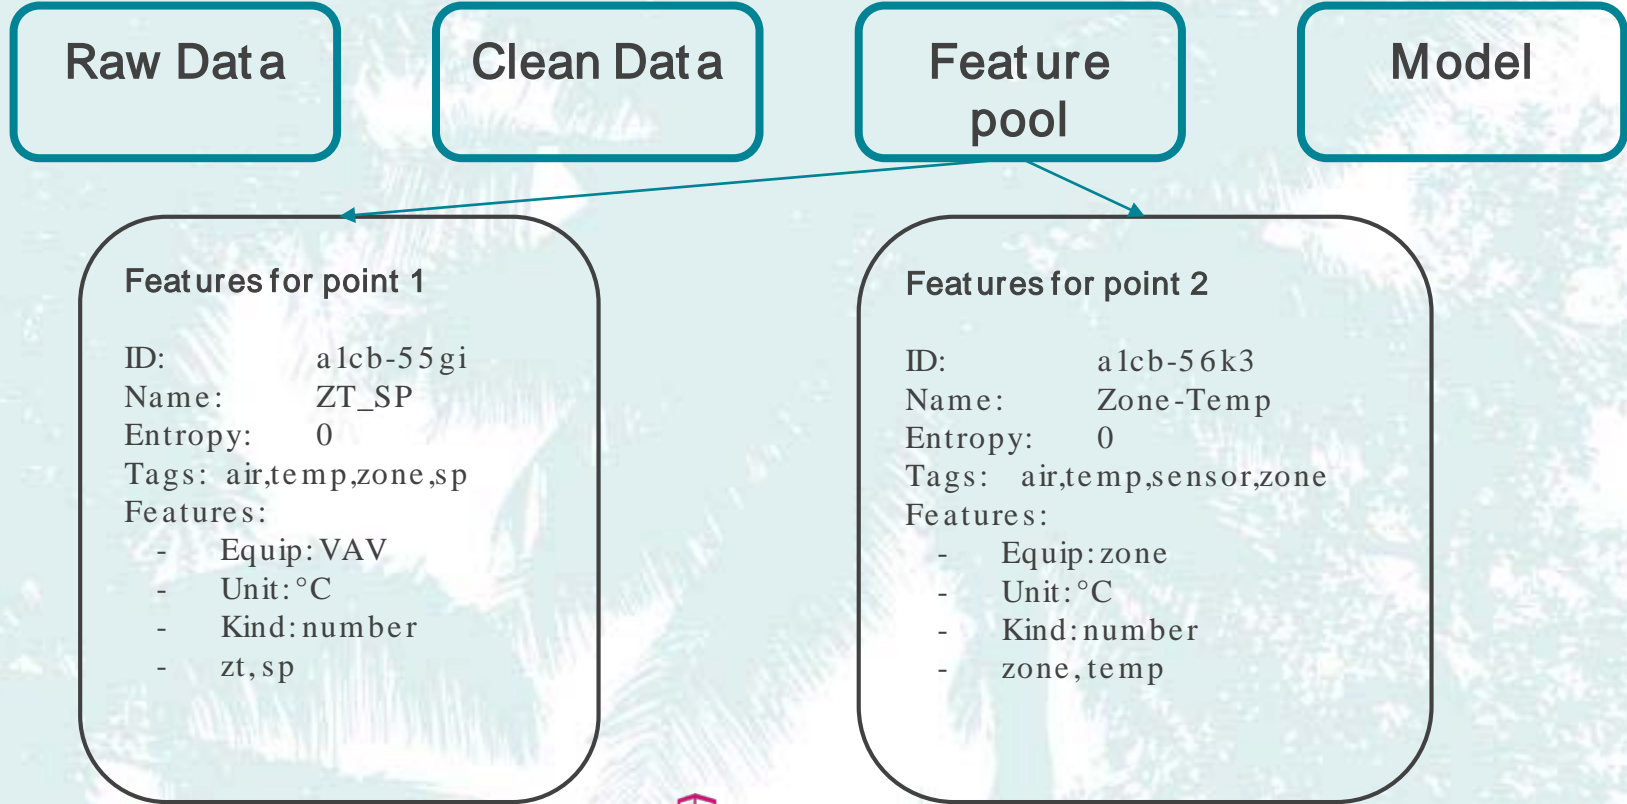 Raw Data
Clean Data
Feature
pool
Model
Features for point 1
ID: a1cb-55gi
Name: ZT_SP
Entropy: 0
Tags: air,temp,zone,sp
Features:
- Equip: VAV
- Unit: °C
- Kind: number
- zt, sp
Features for point 2
ID: a1cb-56k3
Name: Zone-Temp
Entropy: 0
Tags: air,temp,sensor,zone
Features:
- Equip: zone
- Unit: °C
- Kind: number
- zone, temp